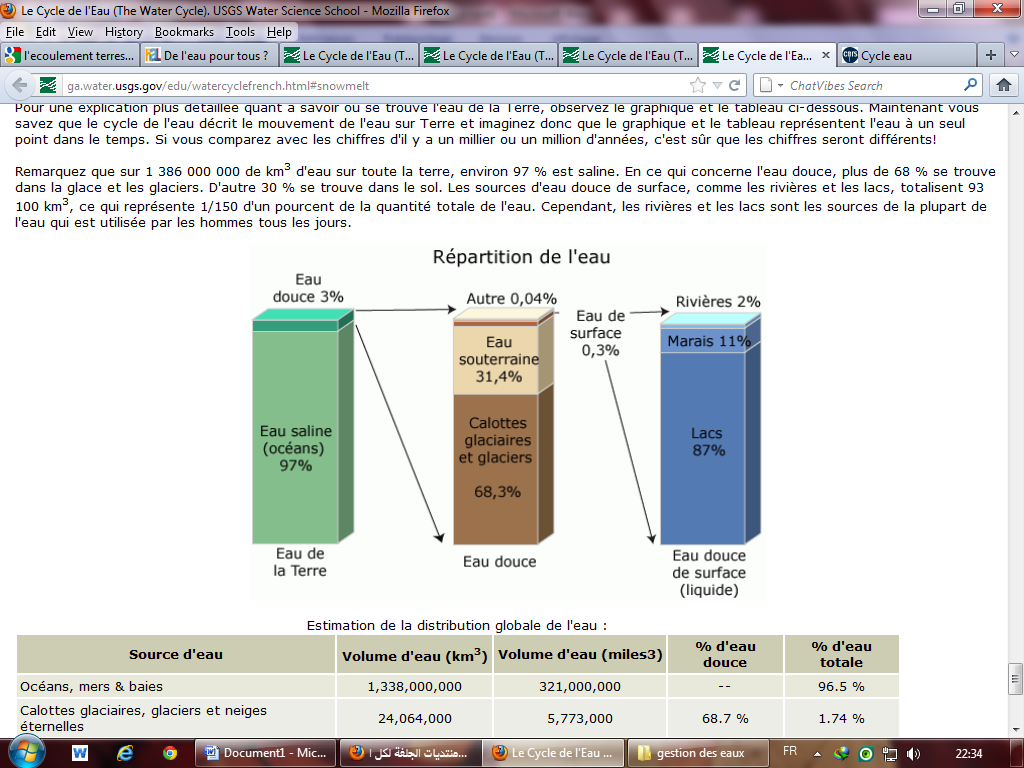 Le Cycle de l'Eau (The Water Cycle). USGS Water Science School - Mozilla Firefox
File Edit View History Bookmarks Tools Help
l'ecoulement terres... De l'eau pour tous ? Le Cycle de l'Eau (T... Le Cycle de l'Eau (T... Le Cycle de l'Eau (T... Le Cycle de l'Ea... Cycle eau
ga.water.usgs.gov/edu/watercyclefrench.html#snowmelt ChatVibes Search
Pour une explication plus détaillée quant à savoir où se trouve l'eau de la Terre, observez le graphique et le tableau ci-dessous. Maintenant vous
savez que le cycle de l'eau décrit le mouvement de l'eau sur Terre et imaginez donc que le graphique et le tableau représentent l'eau à un seul
point dans le temps. Si vous comparez avec les chiffres d'il y a un millier ou un million d'années, c'est sûr que les chiffres seront différents!
Remarquez que sur 1 386 000 000 de km³ d'eau sur toute la terre, environ 97 % est saline. En ce qui concerne l'eau douce, plus de 68 % se trouve
dans la glace et les glaciers. D'autre 30 % se trouve dans le sol. Les sources d'eau douce de surface, comme les rivières et les lacs, totalisent 93
100 km³, ce qui représente 1/150 d'un pourcent de la quantité totale de l'eau. Cependant, les rivières et les lacs sont les sources de la plupart de
l'eau qui est utilisée par les hommes tous les jours.
Répartition de l'eau
Eau
douce 3%
Eau saline
(océans)
97%
Eau de
la Terre
Autre 0,04%
Eau
souterraine
31,4%
Calottes
glaciaires
et glaciers
68,3%
Eau douce
Eau de
surface
0,3%
Rivières 2%
Marais 11%
Lacs
87%
Eau douce
de surface
(liquide)
Estimation de la distribution globale de l'eau :
Source d'eau Volume d'eau (km³) Volume d'eau (miles3) % d'eau douce % d'eau totale
Océans, mers & baies 1,338,000,000 321,000,000 -- 96.5 %
Calottes glaciaires, glaciers et neiges
éternelles 24,064,000 5,773,000 68.7 % 1.74 %
Document1 - Mic... منتديات الجلفة لكل ا... Le Cycle de l'Eau ... gestion des eaux FR 22:34